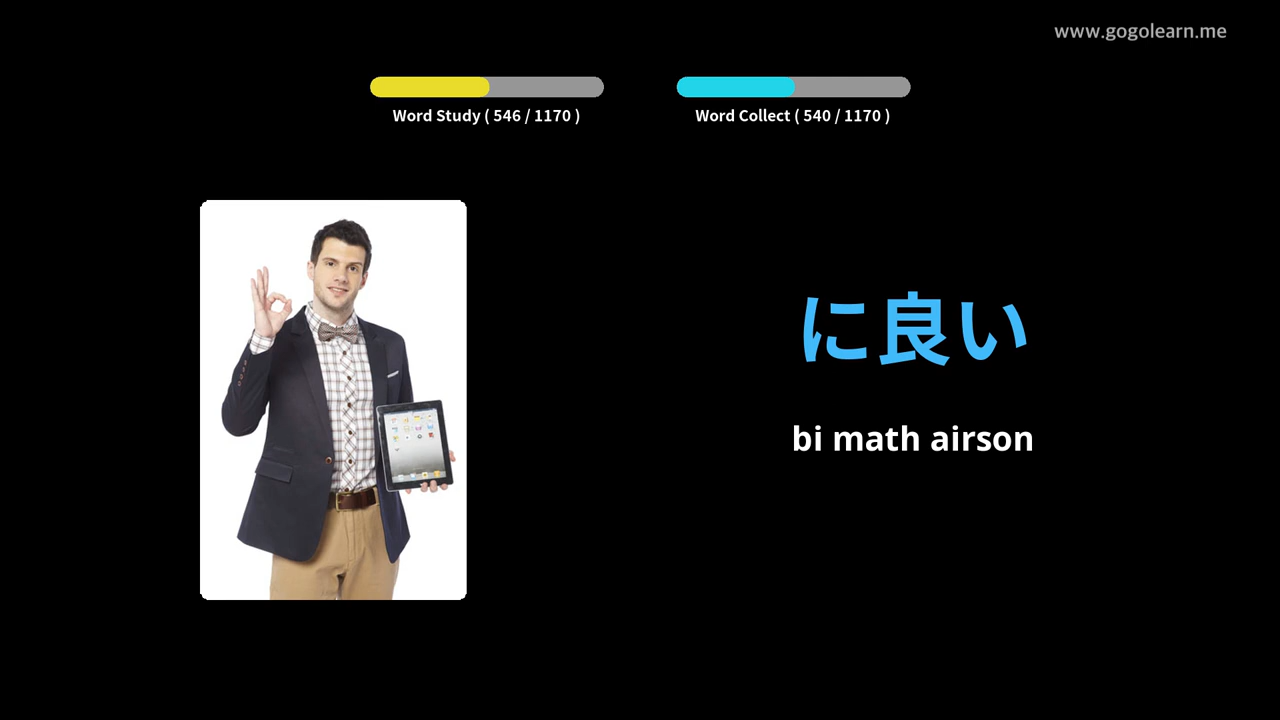 www.gogolearn.me
Word Study ( 546 / 1170 )
Word Collect ( 540 / 1170 )
に良い
bi math airson